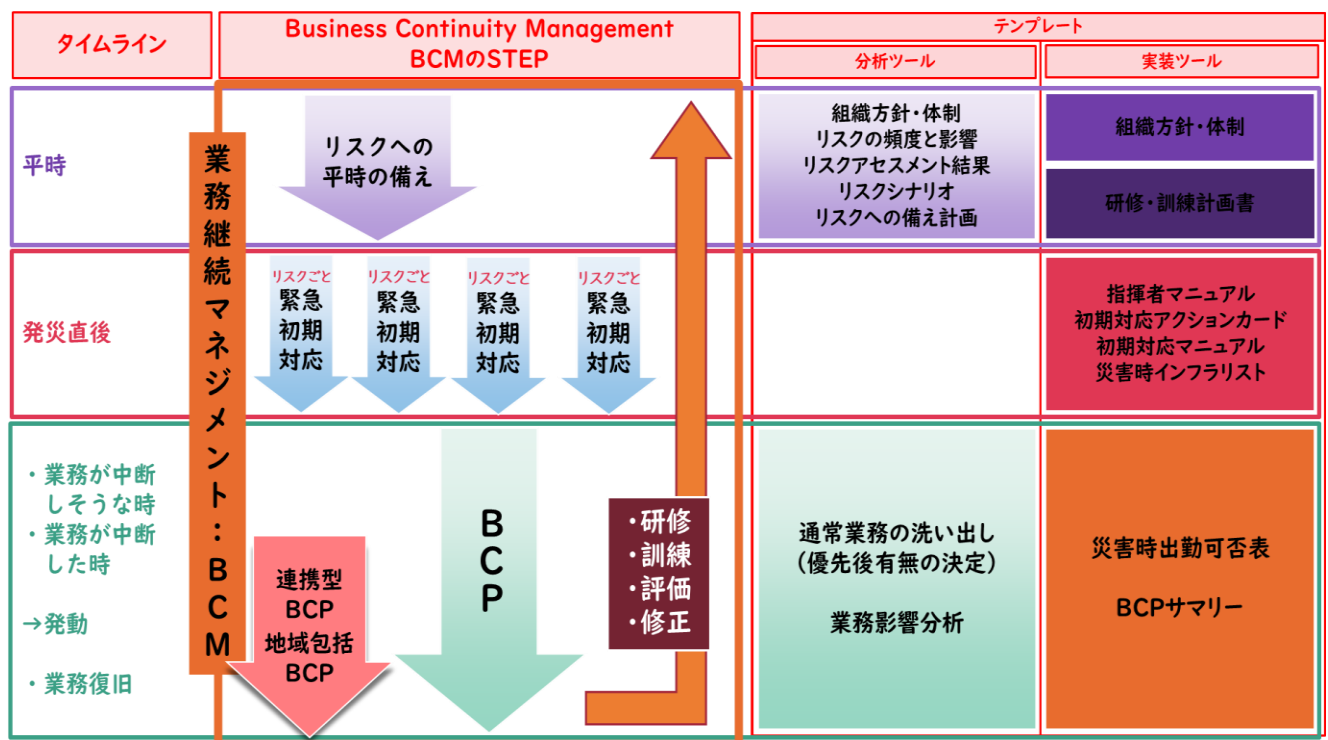 タイムライン
Business Continuity Management
BCMのSTEP
テンプレート
分析ツール
実装ツール
平時
業務継続マネジメント：BCM
リスクへの
平時の備え
組織方針・体制
リスクの頻度と影響
リスクアセスメント結果
リスクシナリオ
リスクへの備え計画
組織方針・体制
研修・訓練計画書
発災直後
リスクごと
緊急
初期
対応
リスクごと
緊急
初期
対応
リスクごと
緊急
初期
対応
リスクごと
緊急
初期
対応
指揮者マニュアル
初期対応アクションカード
初期対応マニュアル
災害時インフラリスト
・業務が中断
しそうな時
・業務が中断
した時
→発動
・業務復旧
連携型
BCP
地域包括
BCP
BCP
・研修
・訓練
・評価
・修正
通常業務の洗い出し
(優先後有無の決定)
業務影響分析
災害時出勤可否表
BCPサマリー